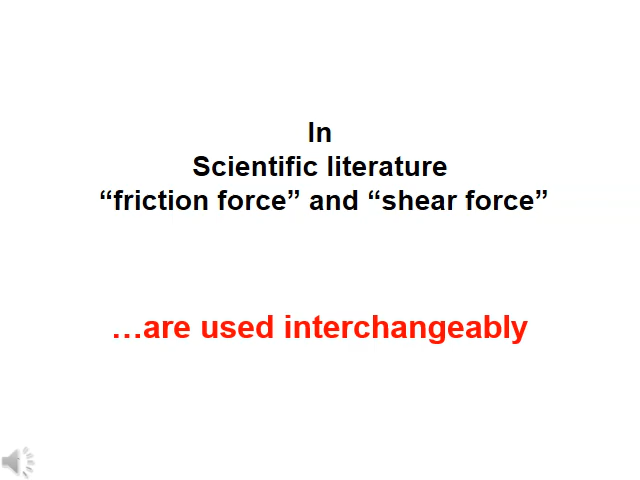 In
Scientific literature
“friction force” and “shear force”
…are used interchangeably